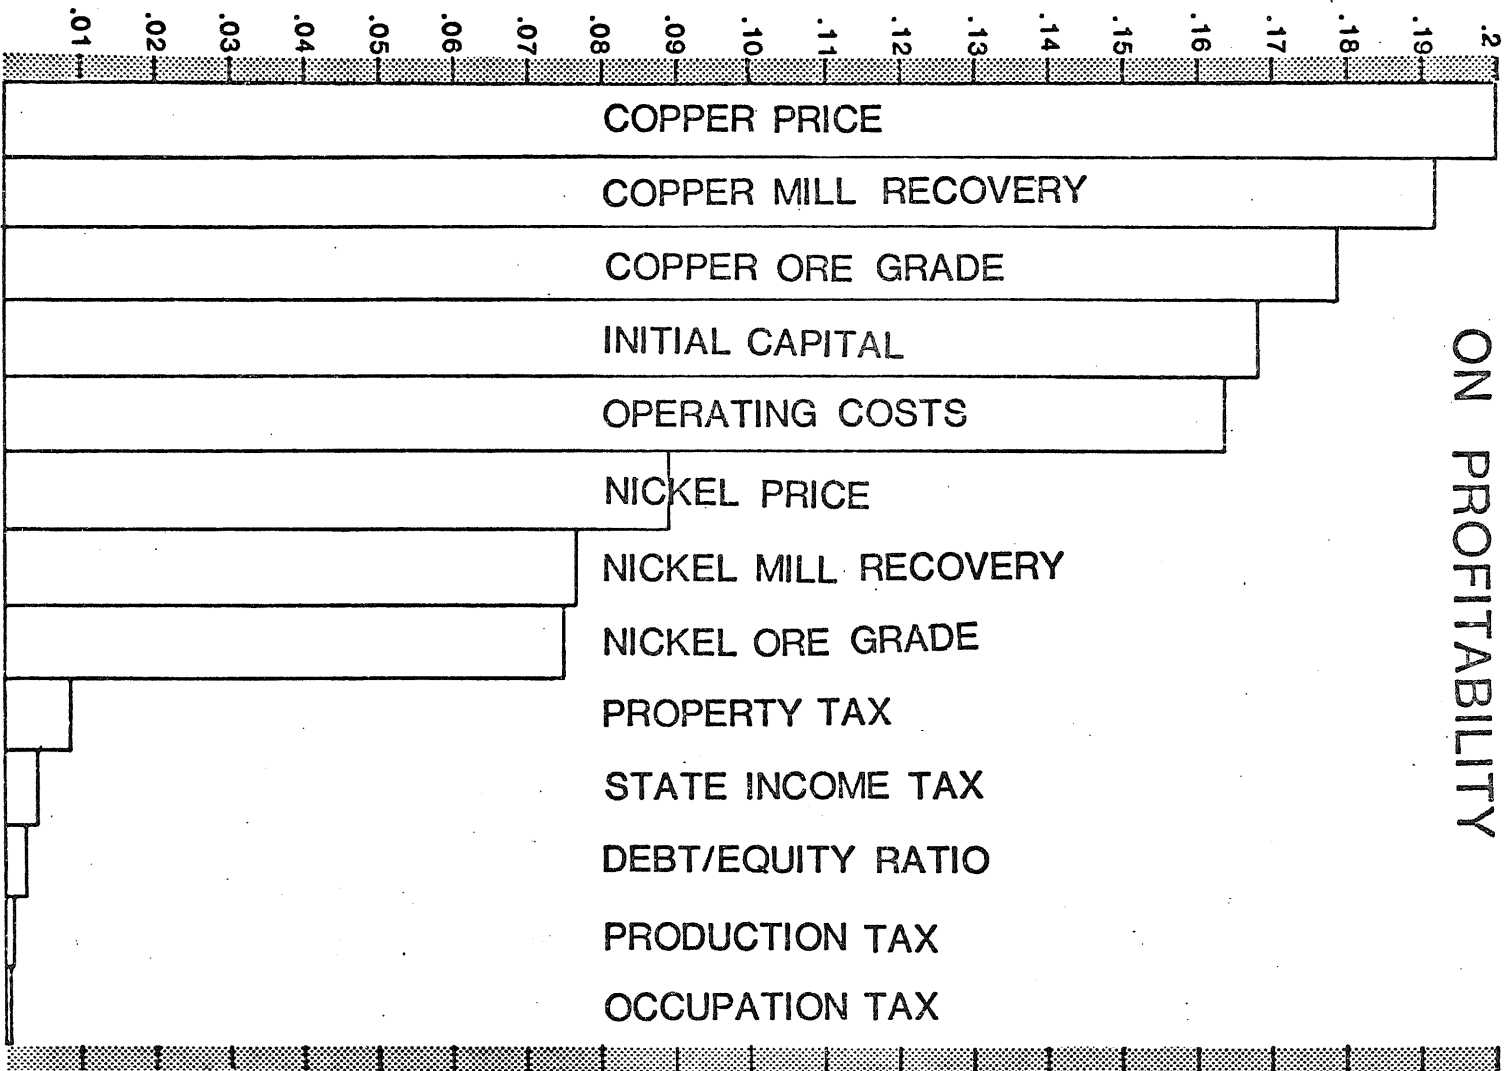 .01 .02 .03 .04 .05 .06 .07 .08 .09 .10 .11 .12 .13 .14 .15 .16 .17 .18 .19 .2
COPPER PRICE
COPPER MILL RECOVERY
COPPER ORE GRADE
INITIAL CAPITAL
OPERATING COSTS
NICKEL PRICE
NICKEL MILL RECOVERY
NICKEL ORE GRADE
PROPERTY TAX
STATE INCOME TAX
DEBT/EQUITY RATIO
PRODUCTION TAX
OCCUPATION TAX
ON PROFITABILITY